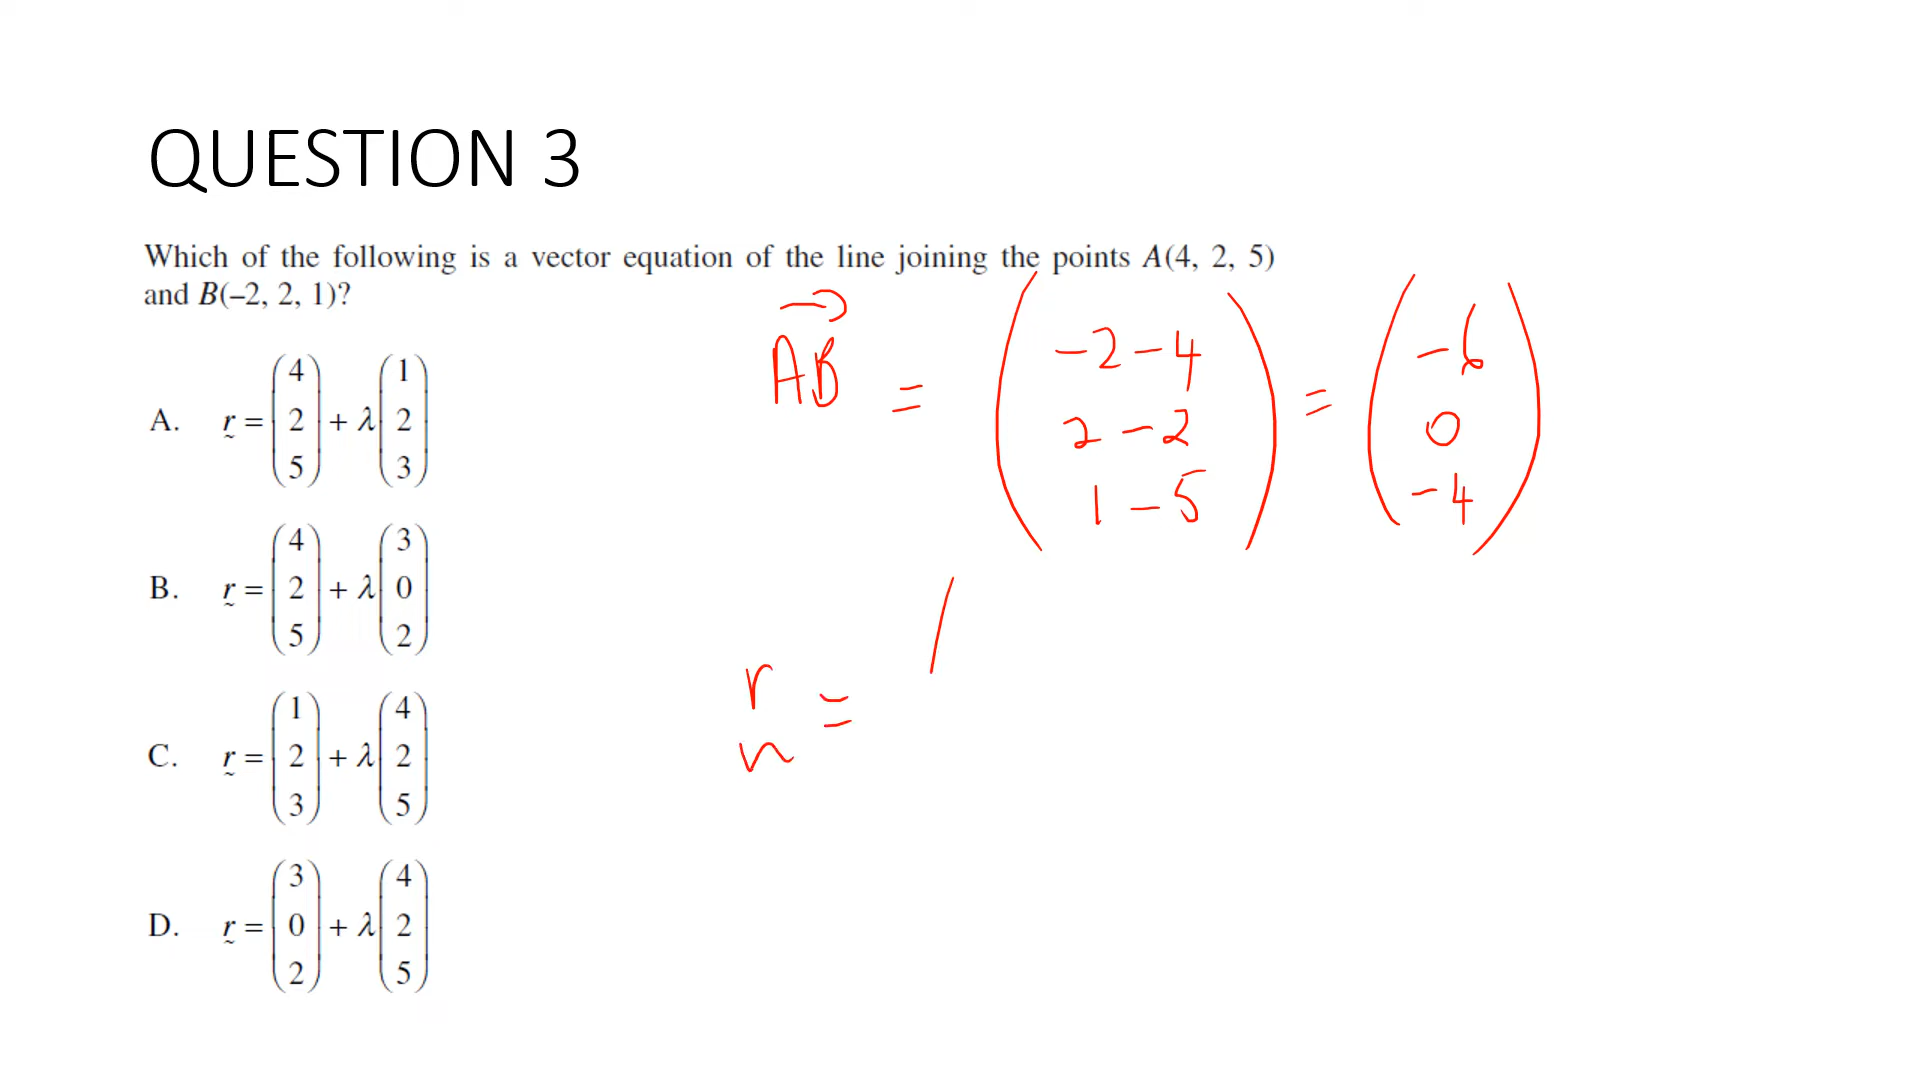 QUESTION 3
Which of the following is a vector equation of the line joining the points A(4, 2, 5)
and B(–2, 2, 1)?
A. r̰ = (4 2 5) + λ (1 2 3)
B. r̰ = (4 2 5) + λ (3 0 2)
C. r̰ = (1 2 3) + λ (4 2 5)
D. r̰ = (3 0 2) + λ (4 2 5)
→
AB = (-2-4 2-2 1-5) = (-6 0 -4)
r̰ = (